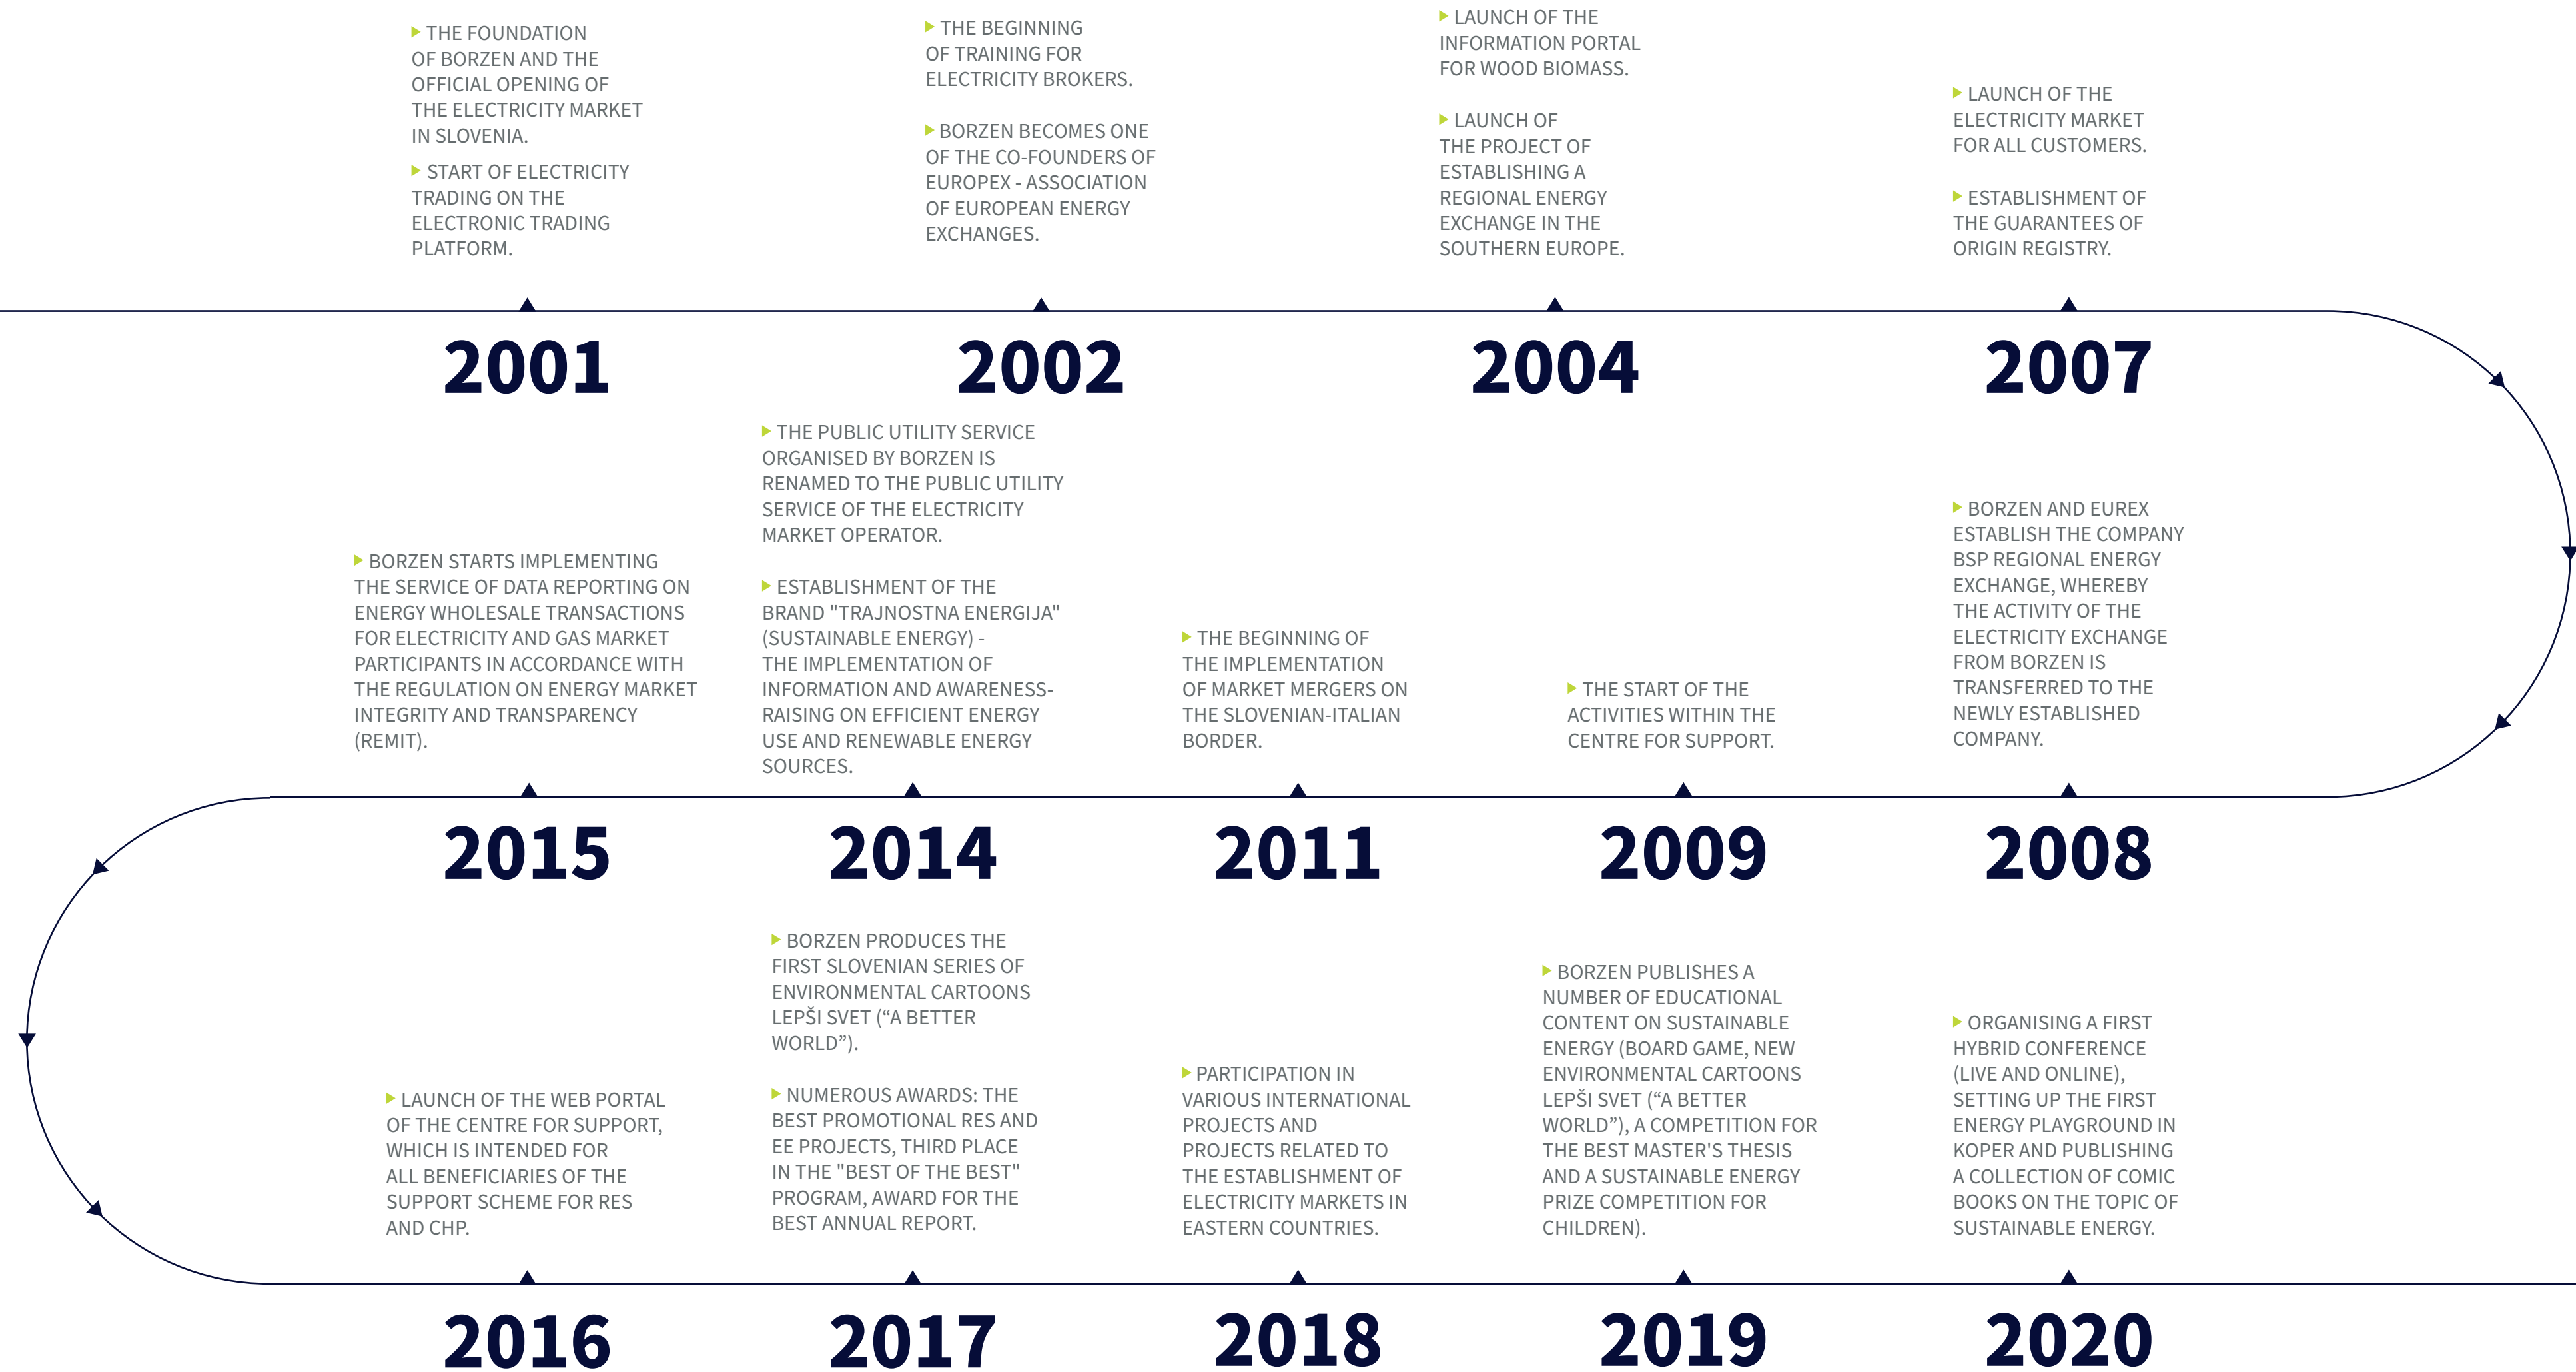 ▶ THE FOUNDATION
OF BORZEN AND THE
OFFICIAL OPENING OF
THE ELECTRICITY MARKET
IN SLOVENIA.
▶ START OF ELECTRICITY
TRADING ON THE
ELECTRONIC TRADING
PLATFORM.
2001
▶ THE BEGINNING
OF TRAINING FOR
ELECTRICITY BROKERS.
▶ BORZEN BECOMES ONE
OF THE CO-FOUNDERS OF
EUROPEX - ASSOCIATION
OF EUROPEAN ENERGY
EXCHANGES.
2002
▶ LAUNCH OF THE
INFORMATION PORTAL
FOR WOOD BIOMASS.
▶ LAUNCH OF
THE PROJECT OF
ESTABLISHING A
REGIONAL ENERGY
EXCHANGE IN THE
SOUTHERN EUROPE.
2004
▶ LAUNCH OF THE
ELECTRICITY MARKET
FOR ALL CUSTOMERS.
▶ ESTABLISHMENT OF
THE GUARANTEES OF
ORIGIN REGISTRY.
2007
▶ BORZEN AND EUREX
ESTABLISH THE COMPANY
BSP REGIONAL ENERGY
EXCHANGE, WHEREBY
THE ACTIVITY OF THE
ELECTRICITY EXCHANGE
FROM BORZEN IS
TRANSFERRED TO THE
NEWLY ESTABLISHED
COMPANY.
2008
▶ THE START OF THE
ACTIVITIES WITHIN THE
CENTRE FOR SUPPORT.
2009
▶ THE BEGINNING OF
THE IMPLEMENTATION
OF MARKET MERGERS ON
THE SLOVENIAN-ITALIAN
BORDER.
2011
▶ THE PUBLIC UTILITY SERVICE
ORGANISED BY BORZEN IS
RENAMED TO THE PUBLIC UTILITY
SERVICE OF THE ELECTRICITY
MARKET OPERATOR.
▶ ESTABLISHMENT OF THE
BRAND "TRAJNOSTNA ENERGIJA"
(SUSTAINABLE ENERGY) -
THE IMPLEMENTATION OF
INFORMATION AND AWARENESS-
RAISING ON EFFICIENT ENERGY
USE AND RENEWABLE ENERGY
SOURCES.
2014
▶ BORZEN STARTS IMPLEMENTING
THE SERVICE OF DATA REPORTING ON
ENERGY WHOLESALE TRANSACTIONS
FOR ELECTRICITY AND GAS MARKET
PARTICIPANTS IN ACCORDANCE WITH
THE REGULATION ON ENERGY MARKET
INTEGRITY AND TRANSPARENCY
(REMIT).
2015
▶ LAUNCH OF THE WEB PORTAL
OF THE CENTRE FOR SUPPORT,
WHICH IS INTENDED FOR
ALL BENEFICIARIES OF THE
SUPPORT SCHEME FOR RES
AND CHP.
2016
▶ BORZEN PRODUCES THE
FIRST SLOVENIAN SERIES OF
ENVIRONMENTAL CARTOONS
LEPŠI SVET (“A BETTER
WORLD”).
▶ NUMEROUS AWARDS: THE
BEST PROMOTIONAL RES AND
EE PROJECTS, THIRD PLACE
IN THE "BEST OF THE BEST"
PROGRAM, AWARD FOR THE
BEST ANNUAL REPORT.
2017
▶ PARTICIPATION IN
VARIOUS INTERNATIONAL
PROJECTS AND
PROJECTS RELATED TO
THE ESTABLISHMENT OF
ELECTRICITY MARKETS IN
EASTERN COUNTRIES.
2018
▶ BORZEN PUBLISHES A
NUMBER OF EDUCATIONAL
CONTENT ON SUSTAINABLE
ENERGY (BOARD GAME, NEW
ENVIRONMENTAL CARTOONS
LEPŠI SVET (“A BETTER
WORLD”), A COMPETITION FOR
THE BEST MASTER'S THESIS
AND A SUSTAINABLE ENERGY
PRIZE COMPETITION FOR
CHILDREN).
2019
▶ ORGANISING A FIRST
HYBRID CONFERENCE
(LIVE AND ONLINE),
SETTING UP THE FIRST
ENERGY PLAYGROUND IN
KOPER AND PUBLISHING
A COLLECTION OF COMIC
BOOKS ON THE TOPIC OF
SUSTAINABLE ENERGY.
2020